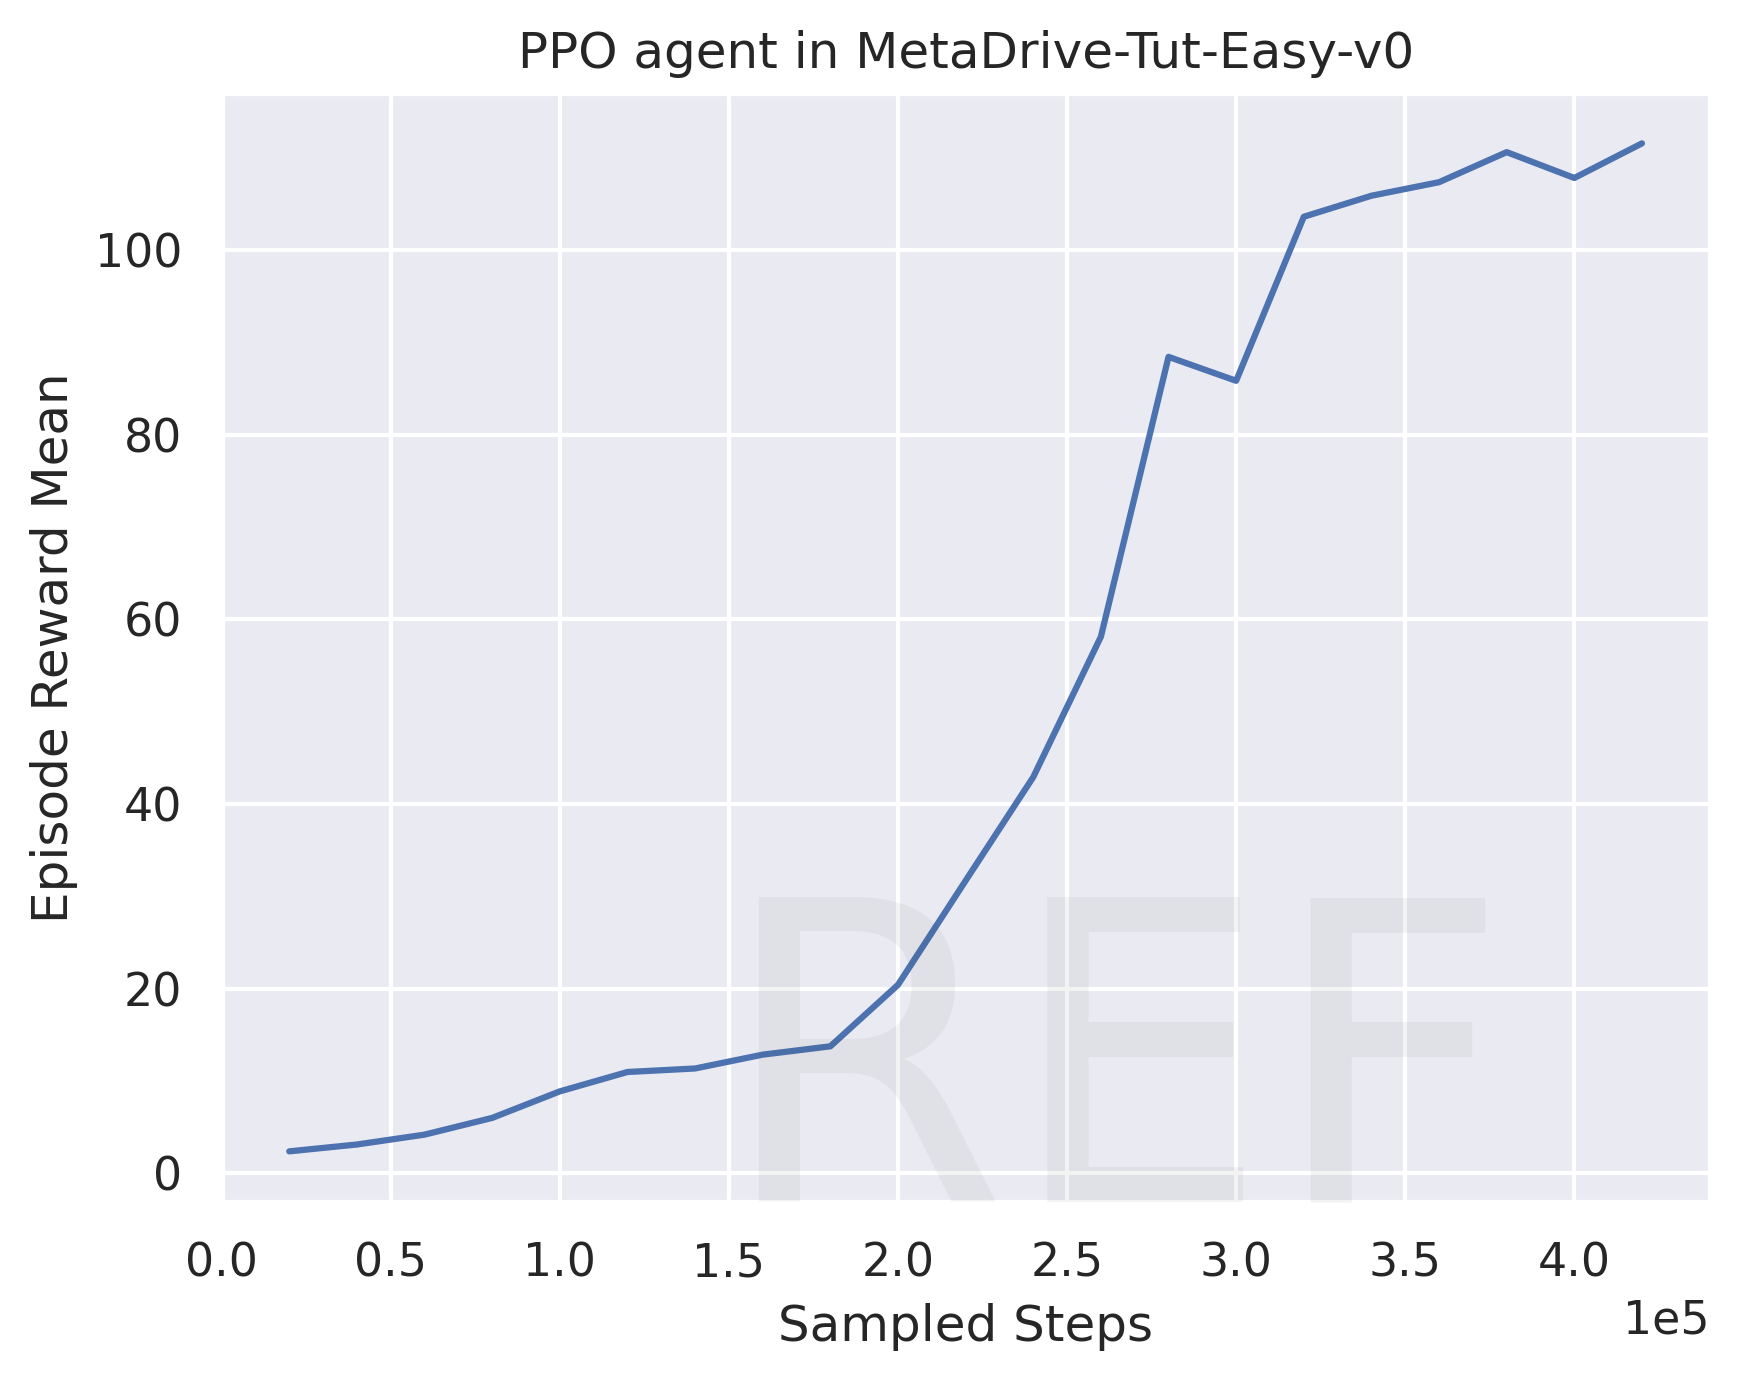 PPO agent in MetaDrive-Tut-Easy-v0
Episode Reward Mean
100
80
60
40
20
0
REF
0.0 0.5 1.0 1.5 2.0 2.5 3.0 3.5 4.0
1e5
Sampled Steps